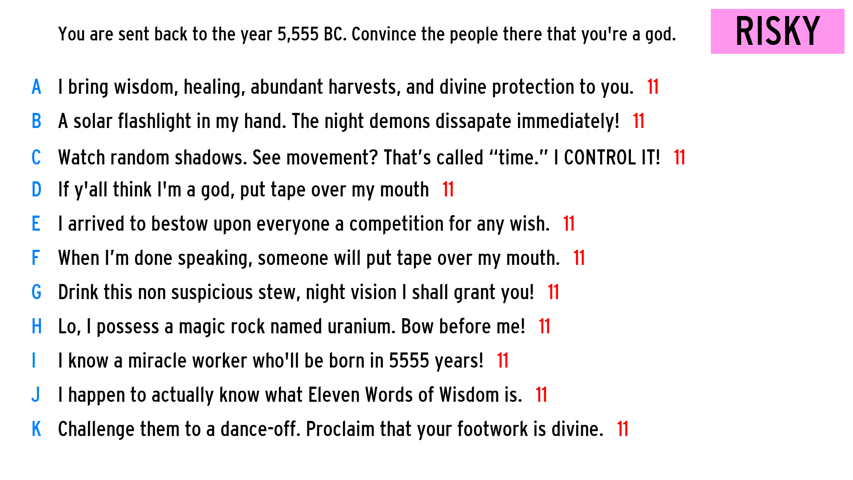 You are sent back to the year 5,555 BC. Convince the people there that you're a god.
RISKY
A I bring wisdom, healing, abundant harvests, and divine protection to you. 11
B A solar flashlight in my hand. The night demons dissapate immediately! 11
C Watch random shadows. See movement? That’s called “time.” I CONTROL IT! 11
D If y'all think I'm a god, put tape over my mouth 11
E I arrived to bestow upon everyone a competition for any wish. 11
F When I’m done speaking, someone will put tape over my mouth. 11
G Drink this non suspicious stew, night vision I shall grant you! 11
H Lo, I possess a magic rock named uranium. Bow before me! 11
I I know a miracle worker who'll be born in 5555 years! 11
J I happen to actually know what Eleven Words of Wisdom is. 11
K Challenge them to a dance-off. Proclaim that your footwork is divine. 11